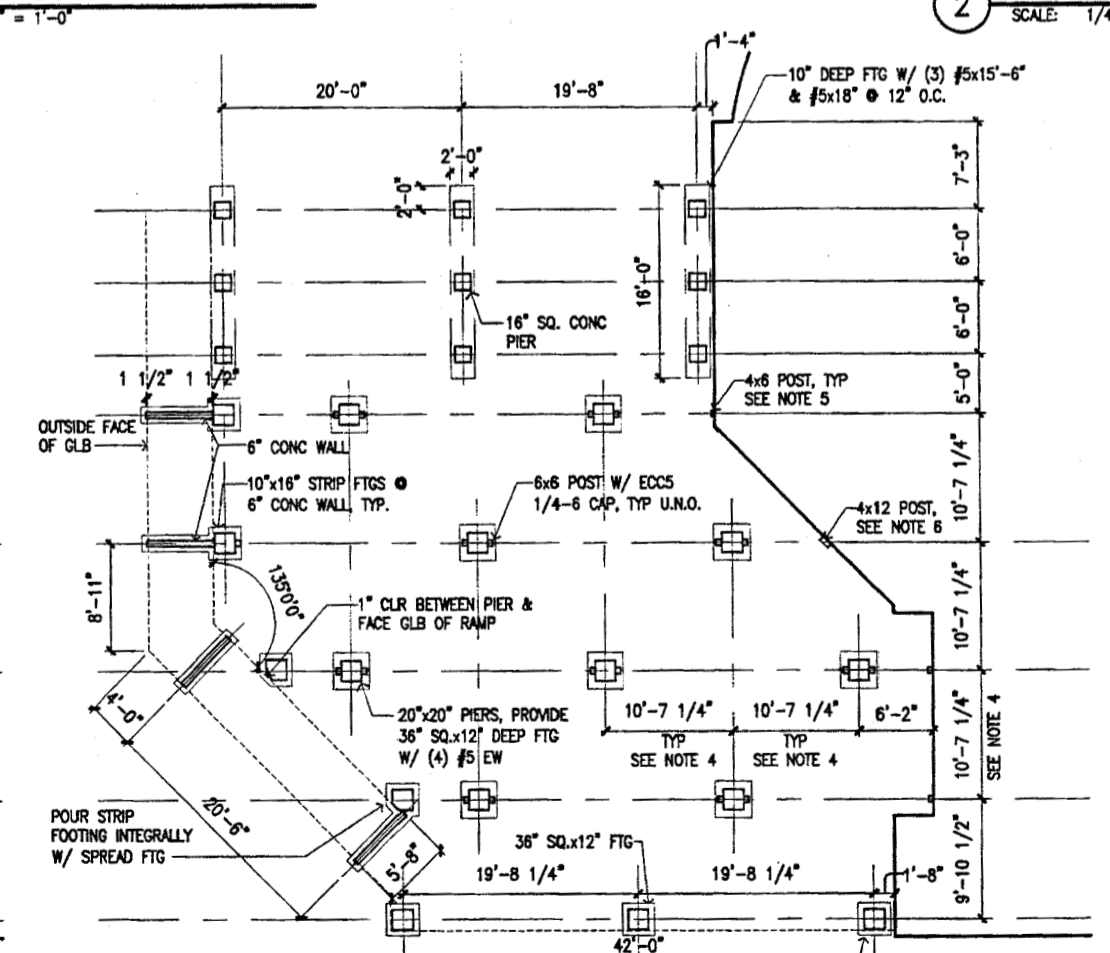 " = 1'-0"
2
SCALE: 1/4
1'-4"
20'-0"
19'-8"
10" DEEP FTG W/ (3) #5x15'-6"
& #5x18" @ 12" O.C.
2'-0"
2'-0"
7'-3"
6'-0"
16'-0"
16" SQ. CONC
PIER
6'-0"
1 1/2"
1 1/2"
4x6 POST, TYP
SEE NOTE 5
5'-0"
OUTSIDE FACE
OF GLB
6" CONC WALL
10"x16" STRIP FTGS @
6" CONC WALL TYP.
6x6 POST W/ ECC5
1/4-6 CAP, TYP U.N.O.
4x12 POST,
SEE NOTE 6
10'-7 1/4"
8'-11"
135°0'0"
1" CLR BETWEEN PIER &
FACE GLB OF RAMP
10'-7 1/4"
4'-0"
20"x20" PIERS, PROVIDE
36" SQ.x12" DEEP FTG
W/ (4) #5 EW
10'-7 1/4"
TYP
SEE NOTE 4
10'-7 1/4"
TYP
SEE NOTE 4
6'-2"
10'-7 1/4"
SEE NOTE 4
20'-6"
POUR STRIP
FOOTING INTEGRALLY
W/ SPREAD FTG
5'-8"
36" SQ.x12" FTG
19'-8 1/4"
19'-8 1/4"
1'-8"
9'-10 1/2"
42'-0"